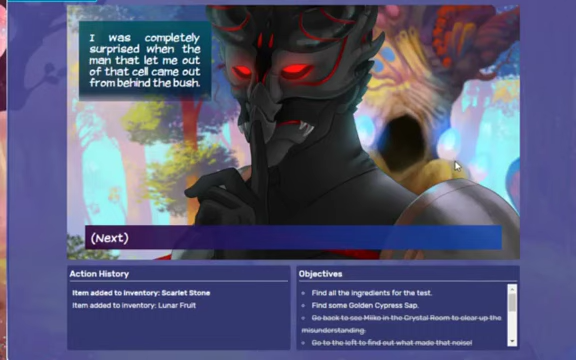 I was completely
surprised when the
man that let me out
of that cell came out
from behind the bush.
(Next)
Action History
Item added to Inventory: Scarlet Stone
Item added to Inventory: Lunar Fruit
Objectives
Find all the ingredients for the test.
Find some Golden Cypress Sap.
Go back to see Miiko in the Crystal Room to clear up the
misunderstanding.
Go to the left to find out what made that noise!